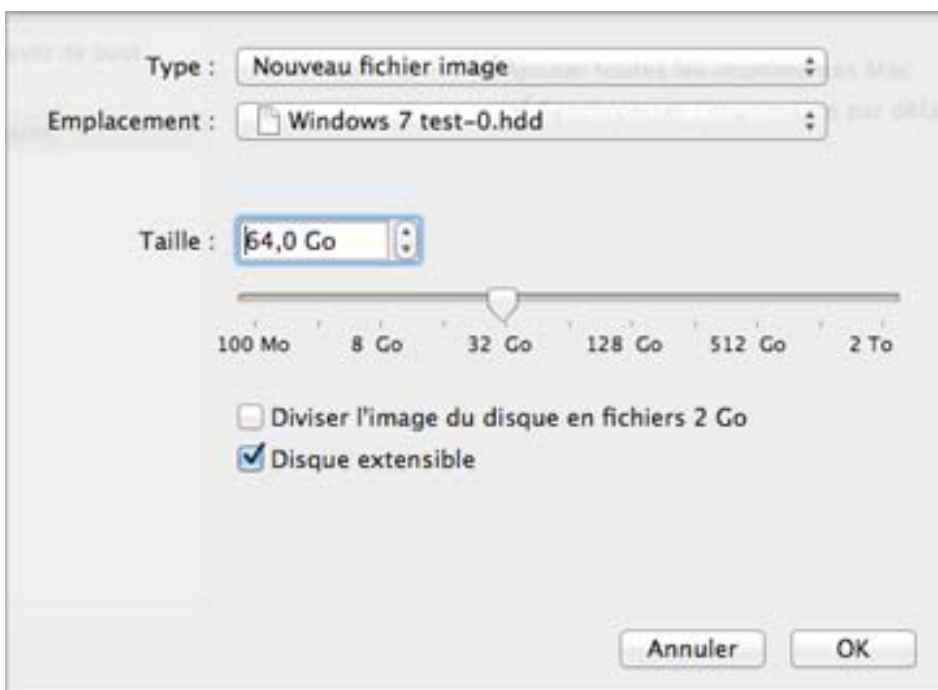 Type : Nouveau fichier image
Emplacement : Windows 7 test-0.hdd
Taille : 64,0 Go
100 Mo 8 Go 32 Go 128 Go 512 Go 2 To
Diviser l'image du disque en fichiers 2 Go
Disque extensible
Annuler OK